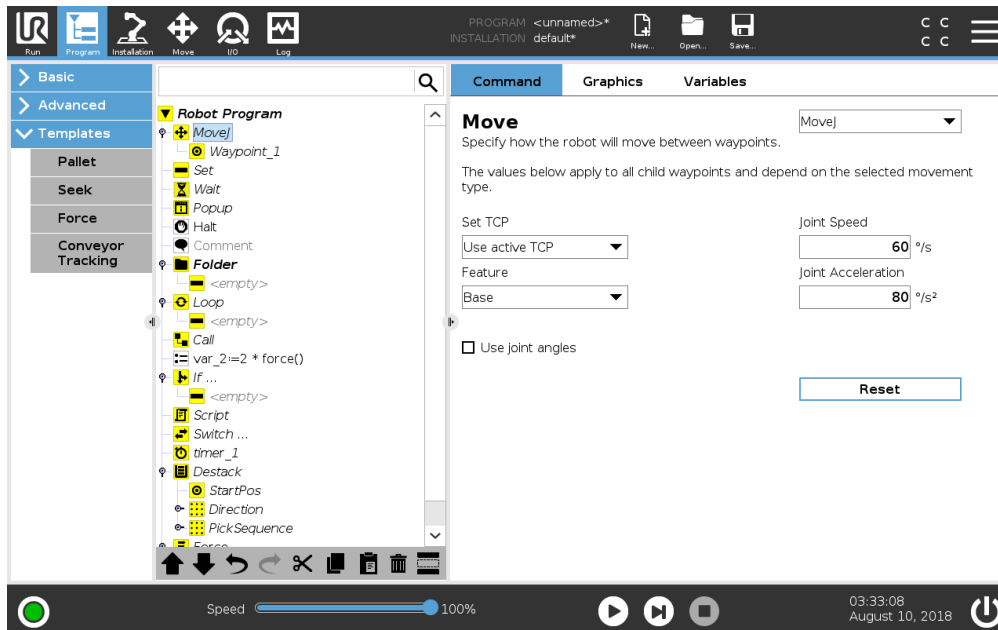 PROGRAM <unnamed>*
INSTALLATION default*
UR
Run
Program
Installation
Move
I/O
Log
New...
Open...
Save...
C C
C C
Basic
Advanced
Templates
Pallet
Seek
Force
Conveyor
Tracking
Robot Program
MoveJ
Waypoint_1
Set
Wait
Popup
Halt
Comment
Folder
<empty>
Loop
<empty>
Call
var_2≔2 * force()
If ...
<empty>
Script
Switch ...
timer_1
Destack
StartPos
Direction
PickSequence
Force
Command
Graphics
Variables
Move
MoveJ
Specify how the robot will move between waypoints.
The values below apply to all child waypoints and depend on the selected movement
type.
Set TCP
Joint Speed
Use active TCP
60 °/s
Feature
Joint Acceleration
Base
80 °/s²
Use joint angles
Reset
Speed
100%
03:33:08
August 10, 2018